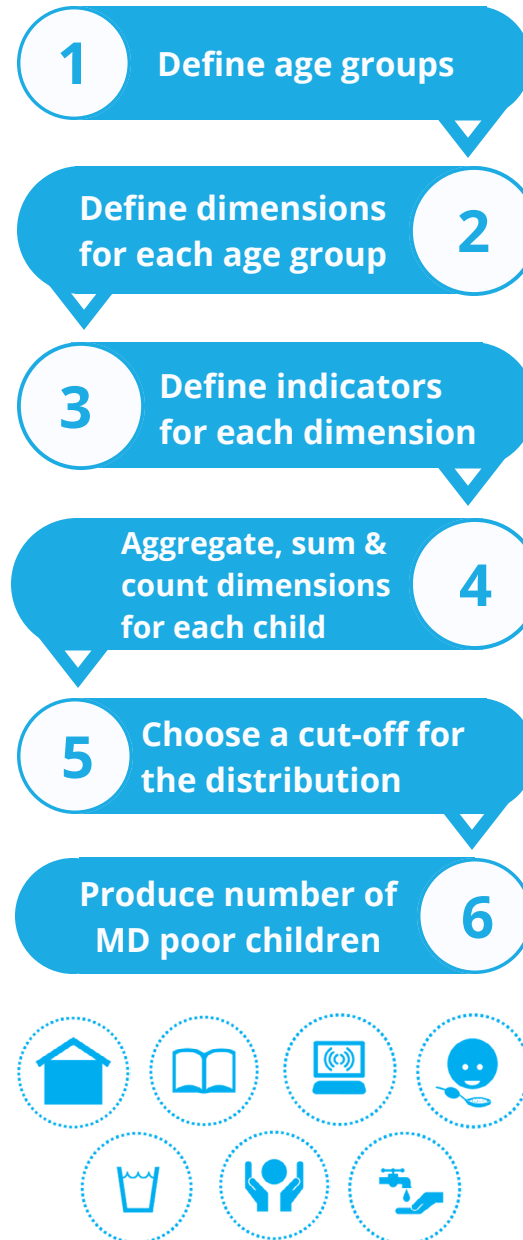 1
Define age groups
Define dimensions
for each age group
2
3
Define indicators
for each dimension
Aggregate, sum &
count dimensions
for each child
4
5
Choose a cut-off for
the distribution
Produce number of
MD poor children
6